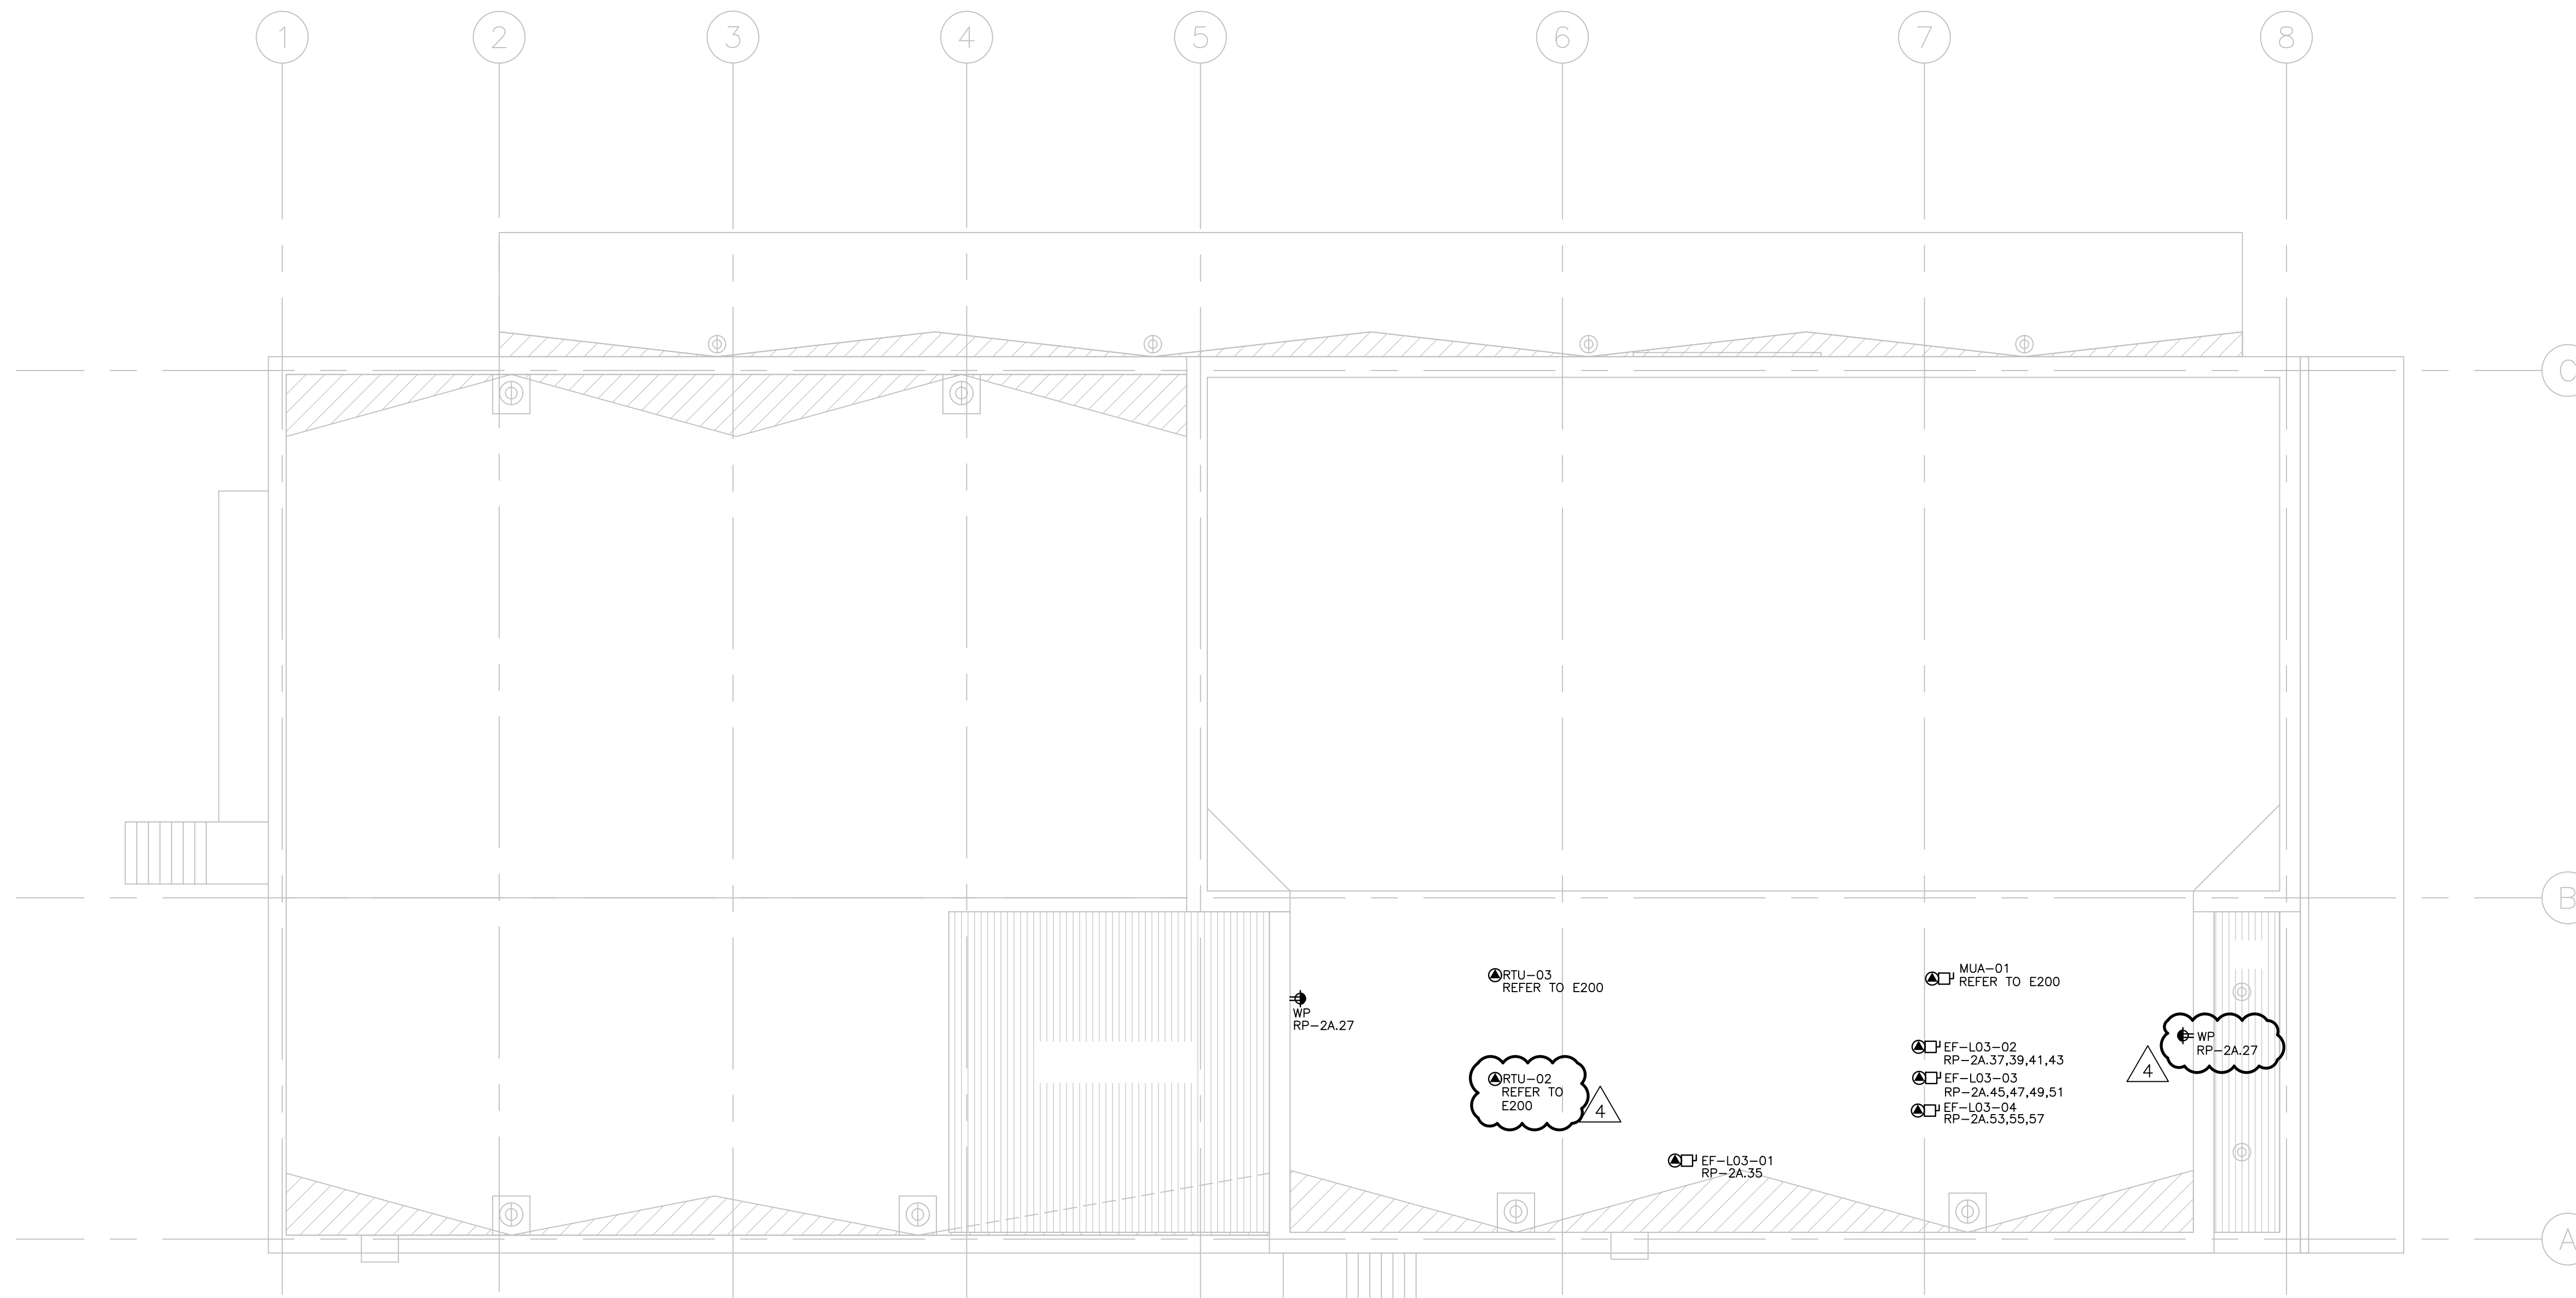 1
2
3
4
5
6
7
8
C
B
RTU-03
REFER TO E200
MUA-01
REFER TO E200
WP
RP-2A.27
WP
RP-2A.27
4
EF-L03-02
RP-2A.37,39,41,43
EF-L03-03
RP-2A.45,47,49,51
EF-L03-04
RP-2A.53,55,57
RTU-02
REFER TO
E200
4
EF-L03-01
RP-2A.35
A